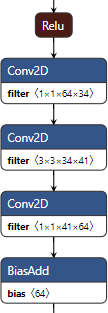 Relu
Conv2D
filter ⟨1×1×64×34⟩
Conv2D
filter ⟨3×3×34×41⟩
Conv2D
filter ⟨1×1×41×64⟩
BiasAdd
bias ⟨64⟩